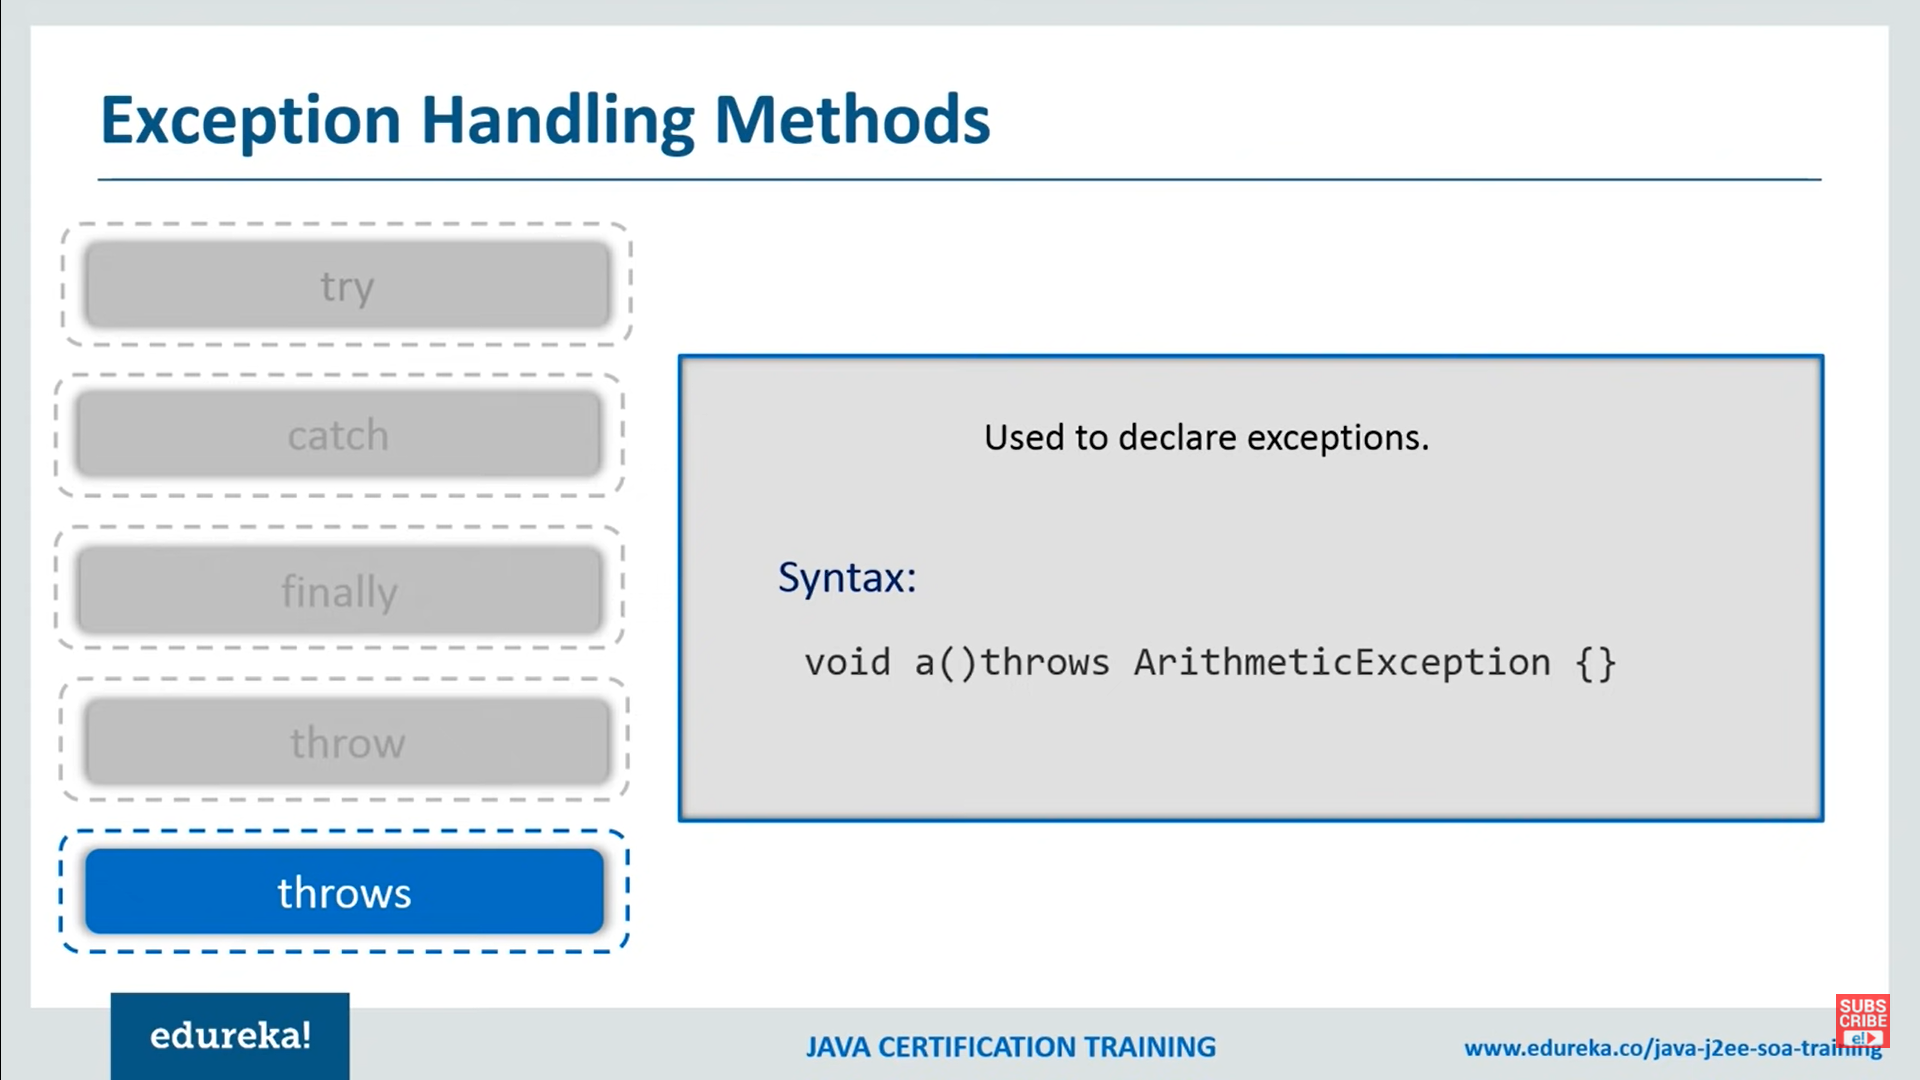 Exception Handling Methods
try
catch
finally
throw
throws
Used to declare exceptions.
Syntax:
void a()throws ArithmeticException {}
edureka!
JAVA CERTIFICATION TRAINING
www.edureka.co/java-j2ee-soa-training
SUBS
CRIBE
e!